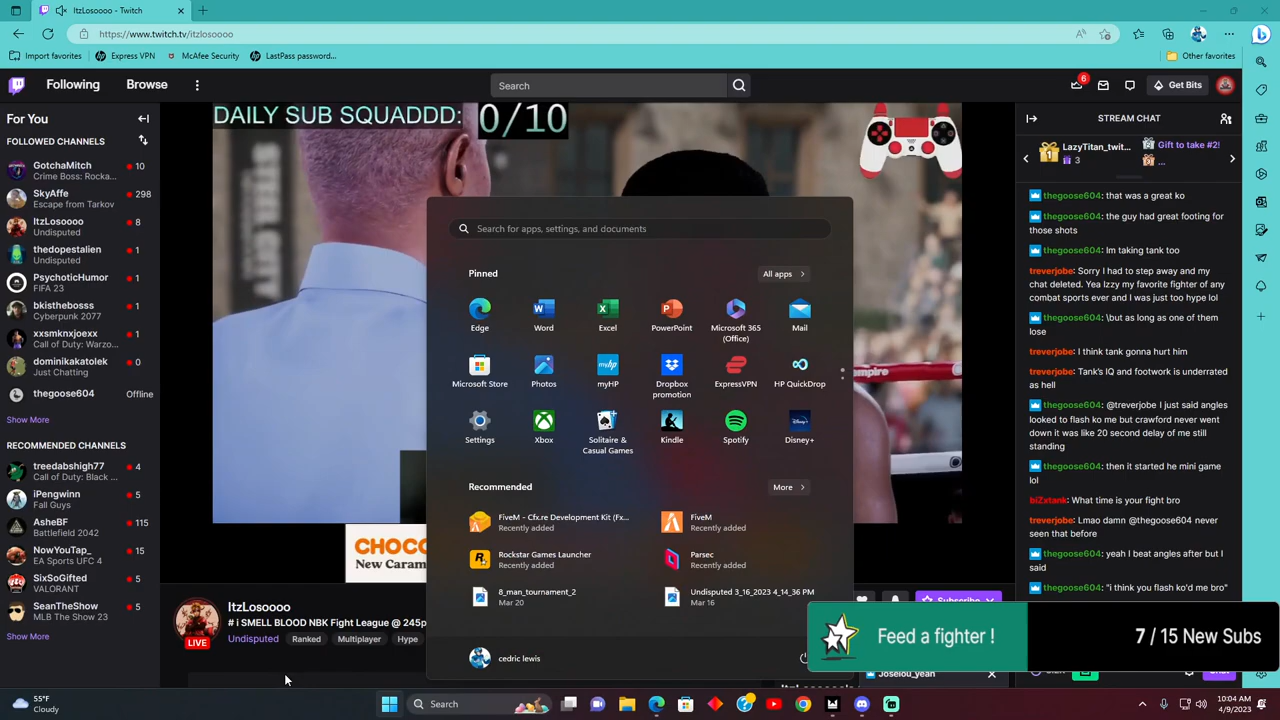 ItzLosoooo - Twitch
https://www.twitch.tv/itzlosoooo
Import favorites
Express VPN
McAfee Security
LastPass password...
Other favorites
Following
Browse
Search
6
Get Bits
For You
FOLLOWED CHANNELS
GotchaMitch
Crime Boss: Rocka...
10
SkyAffe
Escape from Tarkov
298
ItzLosoooo
Undisputed
8
thedopestalien
Undisputed
1
PsychoticHumor
FIFA 23
1
bkisthebosss
Cyberpunk 2077
1
xxsmknxjoexx
Call of Duty: Warzo...
1
dominikakatolek
Just Chatting
0
thegoose604
Offline
Show More
RECOMMENDED CHANNELS
treedabshigh77
Call of Duty: Black ...
4
iPengwinn
Fall Guys
5
AsheBF
Battlefield 2042
115
NowYouTap_
EA Sports UFC 4
15
SixSoGifted
VALORANT
5
SeanTheShow
MLB The Show 23
5
Show More
DAILY SUB SQUADDD:
0/10
empire
CHOCO
New Caram
LIVE
ItzLosoooo
# i SMELL BLOOD NBK Fight League @ 245p
Undisputed
Ranked
Multiplayer
Hype
Subscribe
Search for apps, settings, and documents
Pinned
All apps
Edge
Word
Excel
PowerPoint
Microsoft 365
(Office)
Mail
Microsoft Store
Photos
myHP
Dropbox
promotion
ExpressVPN
HP QuickDrop
Settings
Xbox
Solitaire &
Casual Games
Kindle
Spotify
Disney+
Recommended
More
FiveM - Cfx.re Development Kit (Fx...
Recently added
FiveM
Recently added
Rockstar Games Launcher
Recently added
Parsec
Recently added
8_man_tournament_2
Mar 20
Undisputed 3_16_2023 4_14_36 PM
Mar 16
cedric lewis
STREAM CHAT
LazyTitan_twit...
1
3
Gift to take #2!
...
thegoose604: that was a great ko
thegoose604: the guy had great footing for
those shots
thegoose604: Im taking tank too
treverjobe: Sorry I had to step away and my
chat deleted. Yea Izzy my favorite fighter of any
combat sports ever and I was just too hype lol
thegoose604: \but as long as one of them
lose
treverjobe: I think tank gonna hurt him
treverjobe: Tank's IQ and footwork is underrated
as hell
thegoose604: @treverjobe I just said angles
looked to flash ko me but crawford never went
down it was like 20 second delay of me still
standing
thegoose604: then it started he mini game
lol
biZxtank: What time is your fight bro
treverjobe: Lmao damn @thegoose604 never
seen that before
thegoose604: yeah I beat angles after but I
said
thegoose604: "i think you flash ko'd me bro"
Feed a fighter !
7 / 15 New Subs
Joselou_yeah
55°F
Cloudy
Search
10:04 AM
4/9/2023